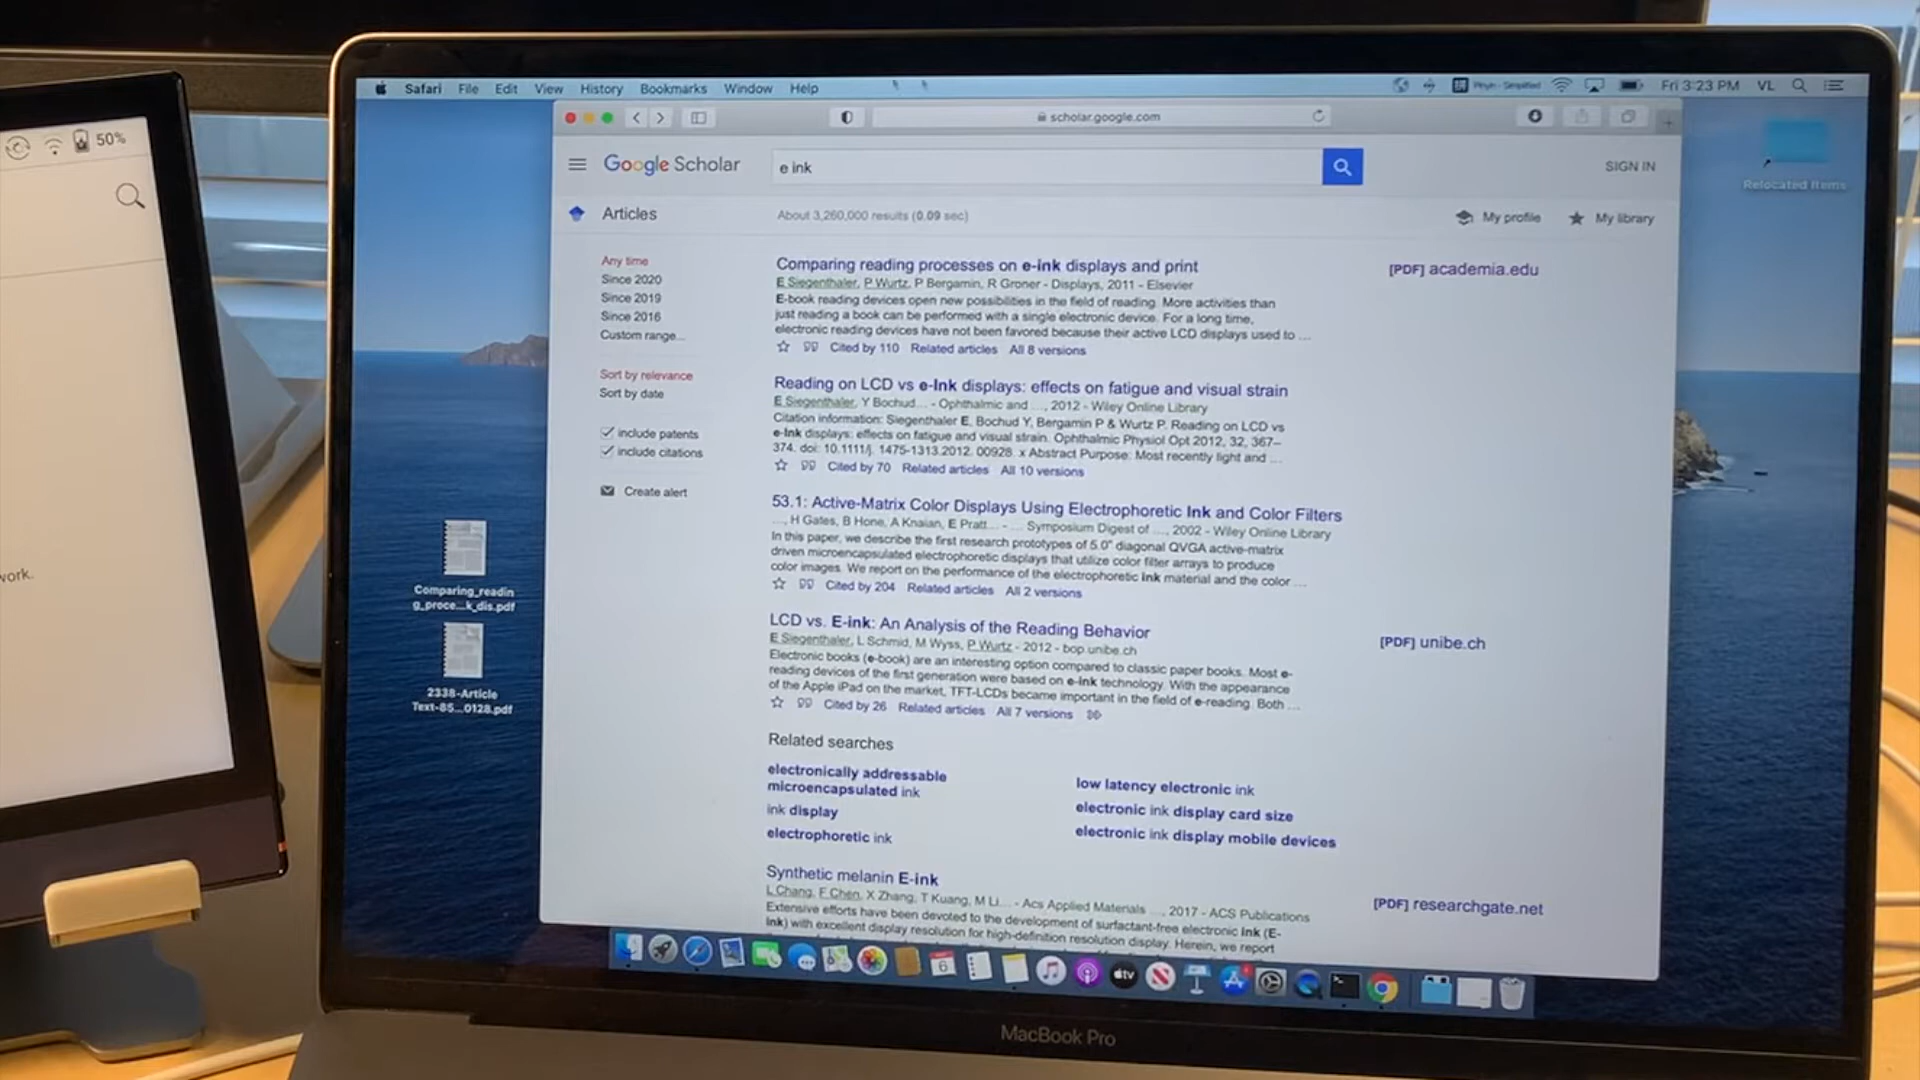 50%
work.
Safari File Edit View History Bookmarks Window Help
Fri 3:23 PM VL
scholar.google.com
Relocated Items
Google Scholar
e ink
SIGN IN
Articles
About 3,260,000 results (0.09 sec)
My profile
My library
Any time
Since 2020
Since 2019
Since 2016
Custom range...
Sort by relevance
Sort by date
include patents
include citations
Create alert
Comparing reading processes on e-ink displays and print
[PDF] academia.edu
E Siegenthaler, P Wurtz, P Bergamin, R Groner - Displays, 2011 - Elsevier
E-book reading devices open new possibilities in the field of reading. More activities than
just reading a book can be performed with a single electronic device. For a long time,
electronic reading devices have not been favored because their active LCD displays used to ...
Cited by 110 Related articles All 8 versions
Reading on LCD vs e-Ink displays: effects on fatigue and visual strain
E Siegenthaler, Y Bochud... - Ophthalmic and ..., 2012 - Wiley Online Library
Citation information: Siegenthaler E, Bochud Y, Bergamin P & Wurtz P. Reading on LCD vs
e-Ink displays: effects on fatigue and visual strain. Ophthalmic Physiol Opt 2012, 32, 367–
374. doi: 10.1111/j. 1475-1313.2012. 00928. x Abstract Purpose: Most recently light and ...
Cited by 70 Related articles All 10 versions
53.1: Active-Matrix Color Displays Using Electrophoretic Ink and Color Filters
..., H Gates, B Hone, A Knaian, E Pratt... - ... Symposium Digest of ..., 2002 - Wiley Online Library
In this paper, we describe the first research prototypes of 5.0" diagonal QVGA active-matrix
driven microencapsulated electrophoretic displays that utilize color filter arrays to produce
color images. We report on the performance of the electrophoretic ink material and the color ...
Cited by 204 Related articles All 2 versions
LCD vs. E-ink: An Analysis of the Reading Behavior
[PDF] unibe.ch
E Siegenthaler, L Schmid, M Wyss, P Wurtz - 2012 - bop.unibe.ch
Electronic books (e-book) are an interesting option compared to classic paper books. Most e-
reading devices of the first generation were based on e-ink technology. With the appearance
of the Apple iPad on the market, TFT-LCDs became important in the field of e-reading. Both ...
Cited by 26 Related articles All 7 versions
Related searches
electronically addressable
microencapsulated ink
ink display
electrophoretic ink
low latency electronic ink
electronic ink display card size
electronic ink display mobile devices
Synthetic melanin E-ink
[PDF] researchgate.net
L Chang, F Chen, X Zhang, T Kuang, M Li... - Acs Applied Materials ..., 2017 - ACS Publications
Extensive efforts have been devoted to the development of surfactant-free electronic Ink (E-
Ink) with excellent display resolution for high-definition resolution display. Herein, we report
Comparing_readin
g_proce...k_dis.pdf
2338-Article
Text-85...0128.pdf
6
tv
MacBook Pro